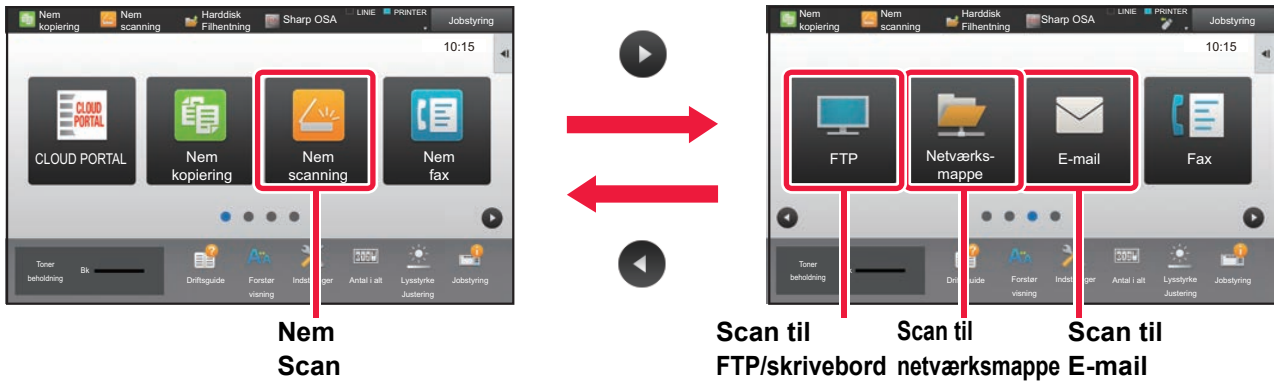 Nem
kopiering
Nem
scanning
Harddisk
Filhentning
Sharp OSA
LINIE
PRINTER
Jobstyring
10:15
CLOUD
PORTAL
CLOUD PORTAL
Nem
kopiering
Nem
scanning
Nem
fax
Toner
beholdning
Bk
Driftsguide
Forstør
visning
Antal i alt
Lysstyrke
Justering
Jobstyring
Nem
Scan
Nem
kopiering
Nem
scanning
Harddisk
Filhentning
Sharp OSA
LINIE
PRINTER
Jobstyring
10:15
FTP
Netværks-
mappe
E-mail
Fax
Toner
beholdning
Forstør
visning
Antal i alt
Lysstyrke
Justering
Jobstyring
Scan til
FTP/skrivebord
Scan til
netværksmappe
Scan til
E-mail